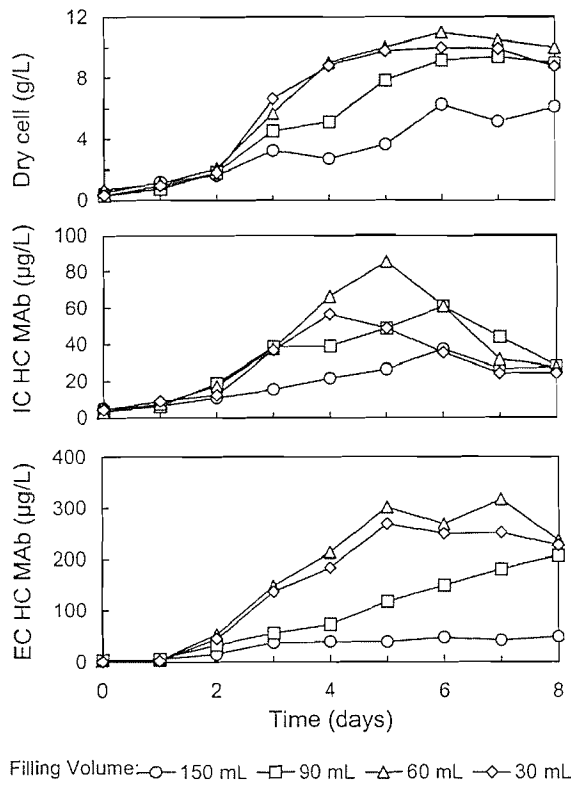 12
8
4
0
Dry cell (g/L)
100
80
60
40
20
0
IC HC MAb (µg/L)
400
300
200
100
0
EC HC MAb (µg/L)
0 2 4 6 8
Time (days)
Filling Volume: 150 mL 90 mL 60 mL 30 mL